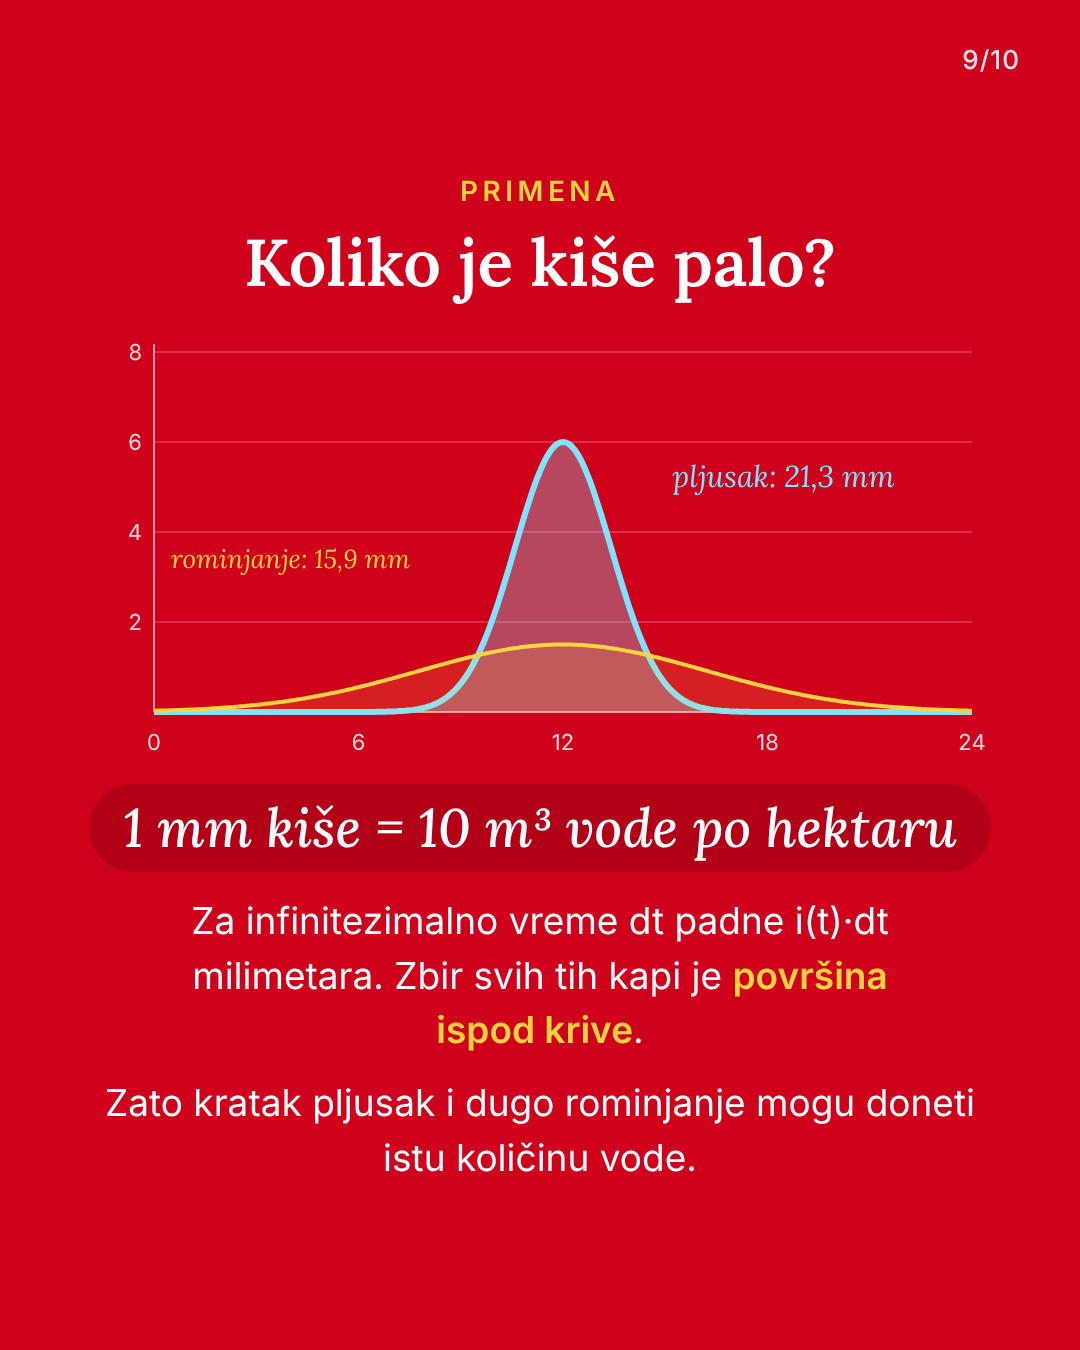 9/10
PRIMENA
Koliko je kiše palo?
8
6
pljusak: 21,3 mm
4
rominjanje: 15,9 mm
2
0 6 12 18 24
1 mm kiše = 10 m³ vode po hektaru
Za infinitezimalno vreme dt padne i(t)·dt
milimetara. Zbir svih tih kapi je površina
ispod krive.
Zato kratak pljusak i dugo rominjanje mogu doneti
istu količinu vode.